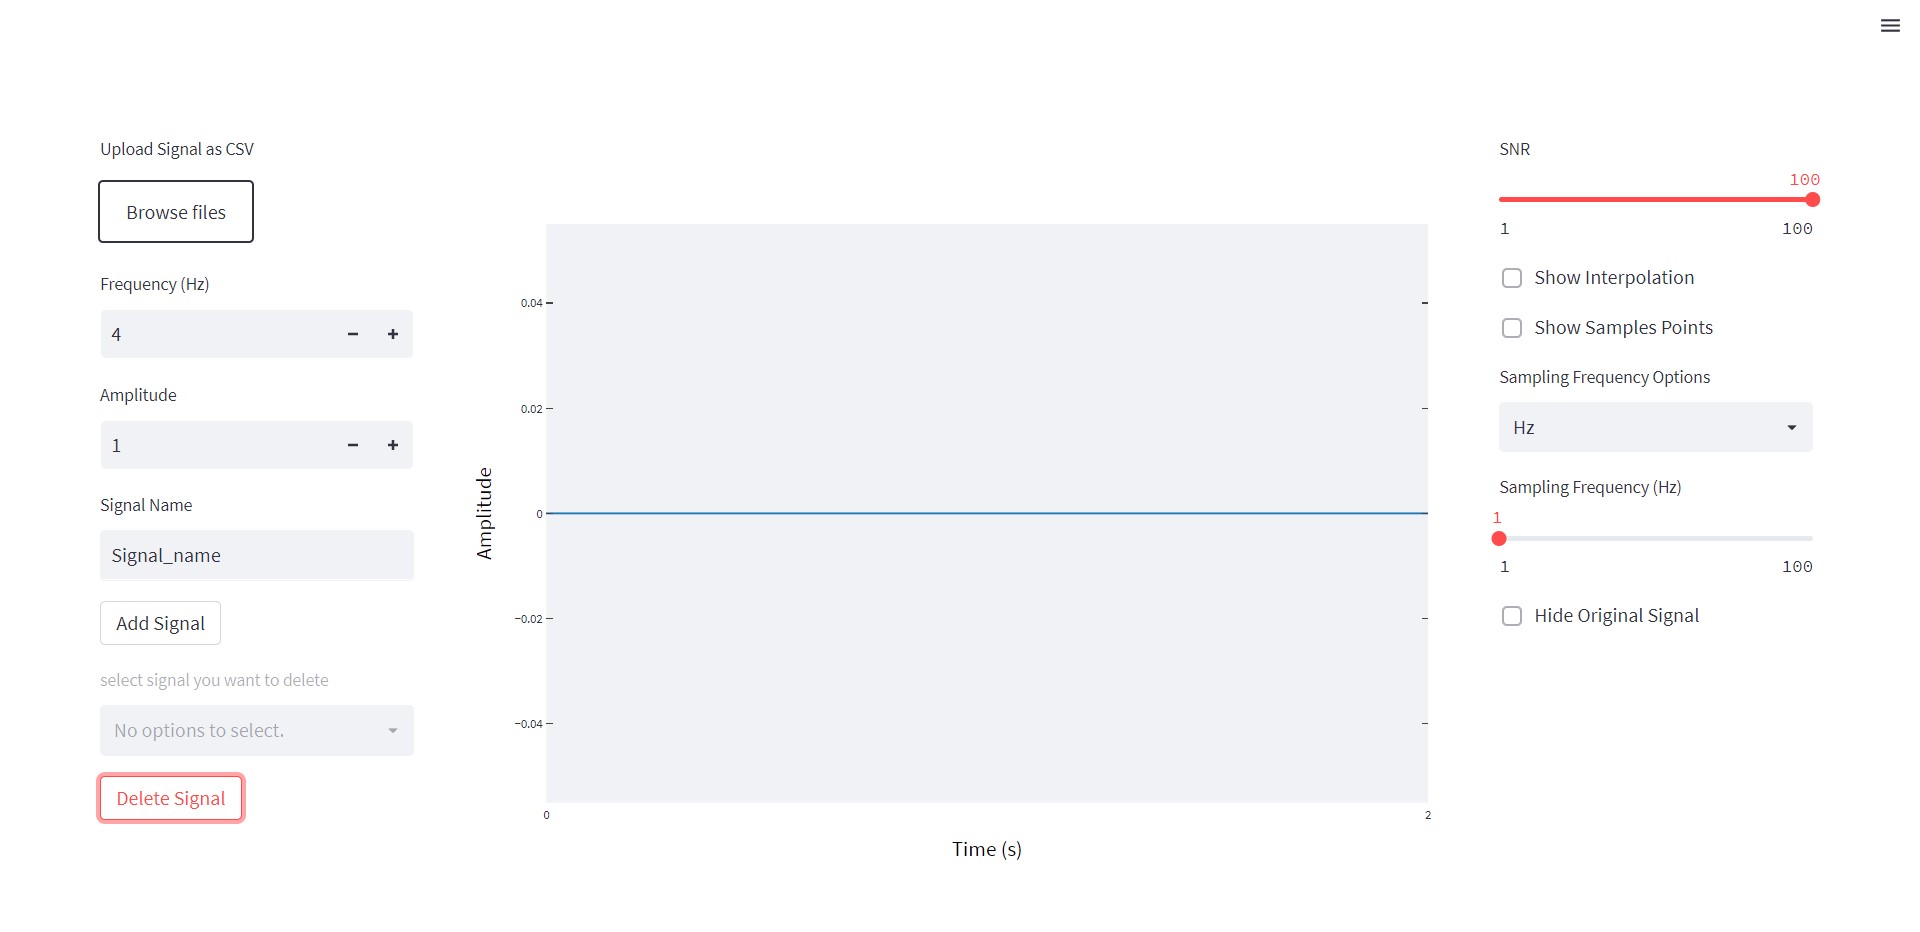 Upload Signal as CSV
Browse files
Frequency (Hz)
4
Amplitude
1
Signal Name
Signal_name
Add Signal
select signal you want to delete
No options to select.
Delete Signal
Amplitude
0.04
0.02
0
−0.02
−0.04
0 2
Time (s)
SNR
100
1 100
Show Interpolation
Show Samples Points
Sampling Frequency Options
Hz
Sampling Frequency (Hz)
1
1 100
Hide Original Signal